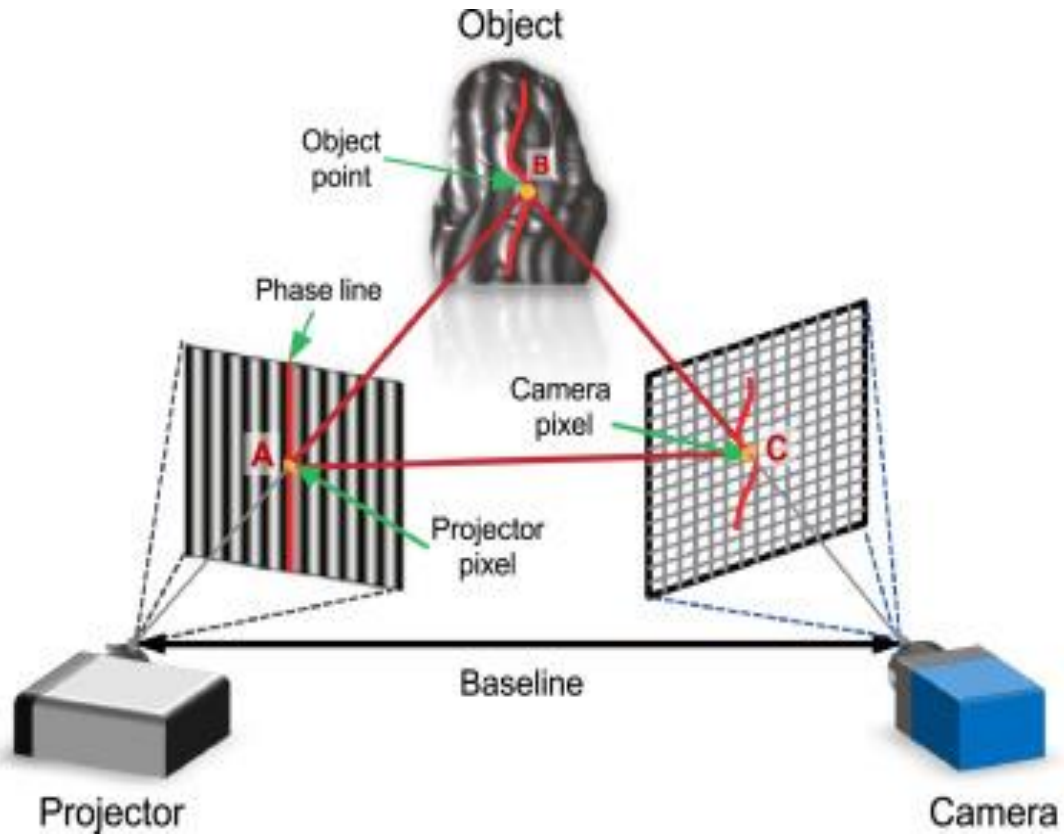 Object
Object
point
B
Phase line
Camera
pixel
A
C
Projector
pixel
Baseline
Projector
Camera